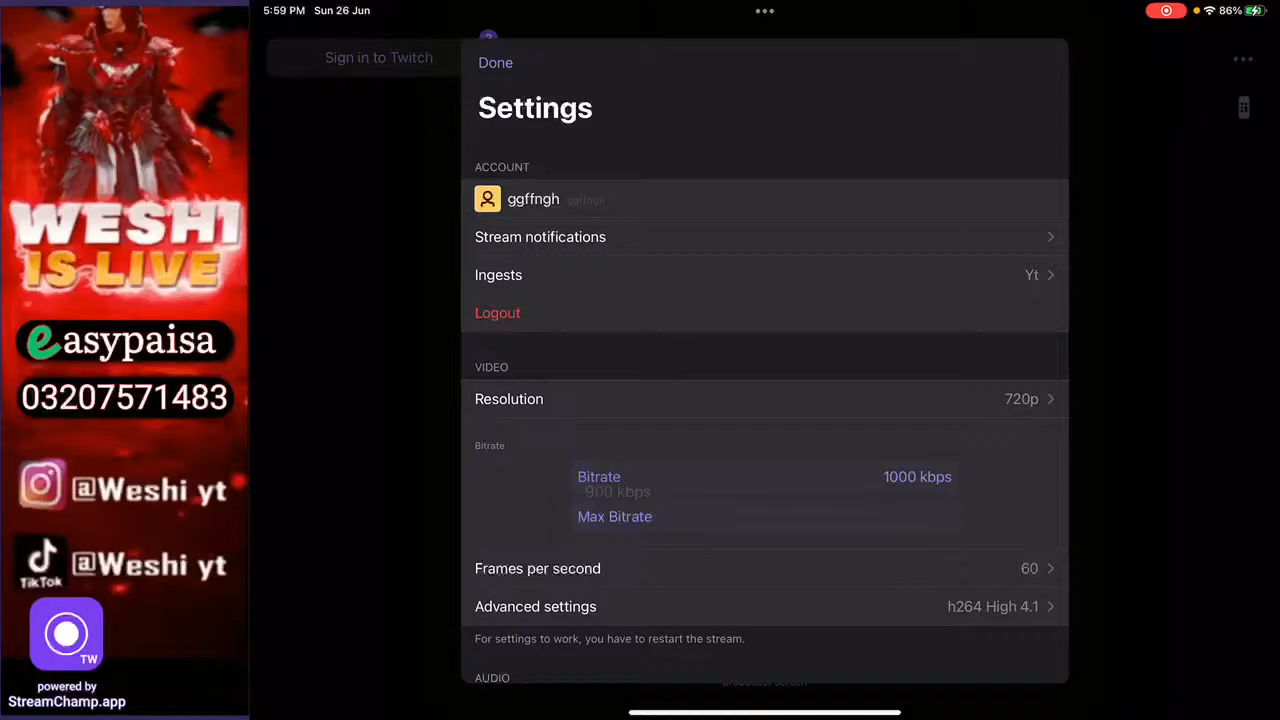 5:59 PM Sun 26 Jun
86%
Sign in to Twitch
?
Done
Settings
ACCOUNT
ggffngh ggffngh
Stream notifications
Ingests Yt
Logout
VIDEO
Resolution 720p
Bitrate
Bitrate 1000 kbps
900 kbps
Max Bitrate
Frames per second 60
Advanced settings h264 High 4.1
For settings to work, you have to restart the stream.
AUDIO
Broadcast screen
WESHI
IS LIVE
easypaisa
03207571483
@Weshi yt
TikTok @Weshi yt
TW
powered by
StreamChamp.app